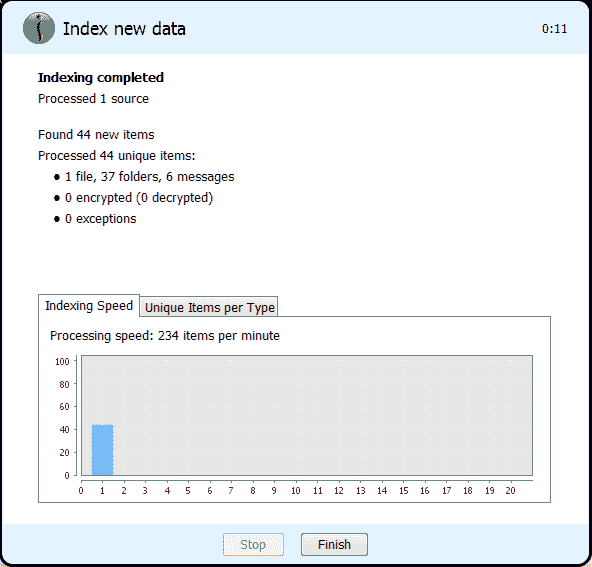 Index new data
0:11
Indexing completed
Processed 1 source
Found 44 new items
Processed 44 unique items:
● 1 file, 37 folders, 6 messages
● 0 encrypted (0 decrypted)
● 0 exceptions
Indexing Speed
Unique Items per Type
Processing speed: 234 items per minute
100
80
60
40
20
0
0 1 2 3 4 5 6 7 8 9 10 11 12 13 14 15 16 17 18 19 20
Stop
Finish